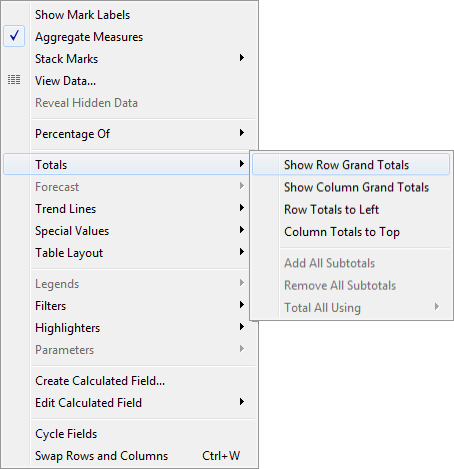 Show Mark Labels
Aggregate Measures
Stack Marks
View Data...
Reveal Hidden Data
Percentage Of
Totals
Forecast
Trend Lines
Special Values
Table Layout
Legends
Filters
Highlighters
Parameters
Create Calculated Field...
Edit Calculated Field
Cycle Fields
Swap Rows and Columns Ctrl+W
Show Row Grand Totals
Show Column Grand Totals
Row Totals to Left
Column Totals to Top
Add All Subtotals
Remove All Subtotals
Total All Using